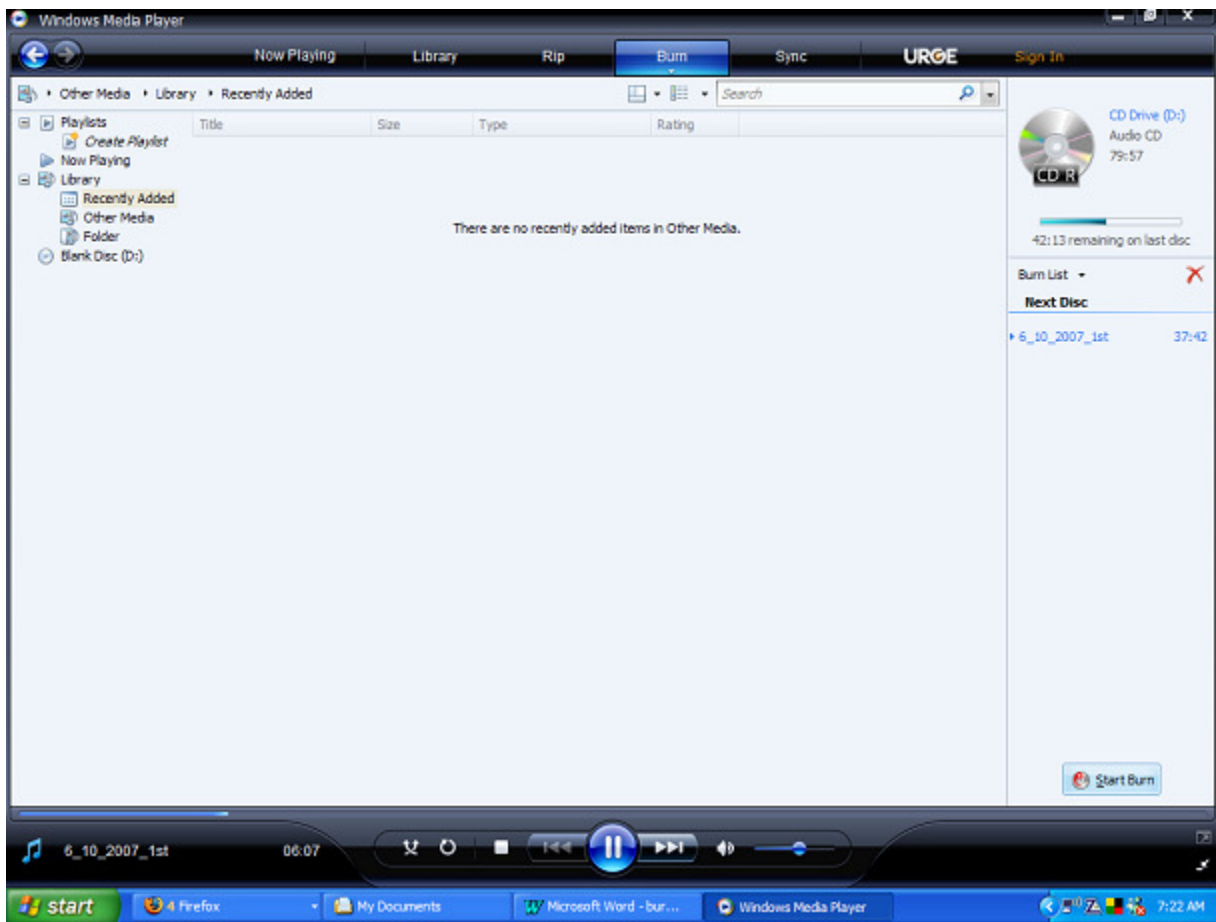 Windows Media Player
Now Playing Library Rip Burn Sync URGE Sign In
Other Media Library Recently Added
Search
Playlists
Create Playlist
Now Playing
Library
Recently Added
Other Media
Folder
Blank Disc (D:)
Title Size Type Rating
There are no recently added items in Other Media.
CD R
CD Drive (D:)
Audio CD
79:57
42:13 remaining on last disc
Burn List
Next Disc
6_10_2007_1st 37:42
Start Burn
6_10_2007_1st 06:07
start 4 Firefox My Documents Microsoft Word - bur... Windows Media Player 7:22 AM